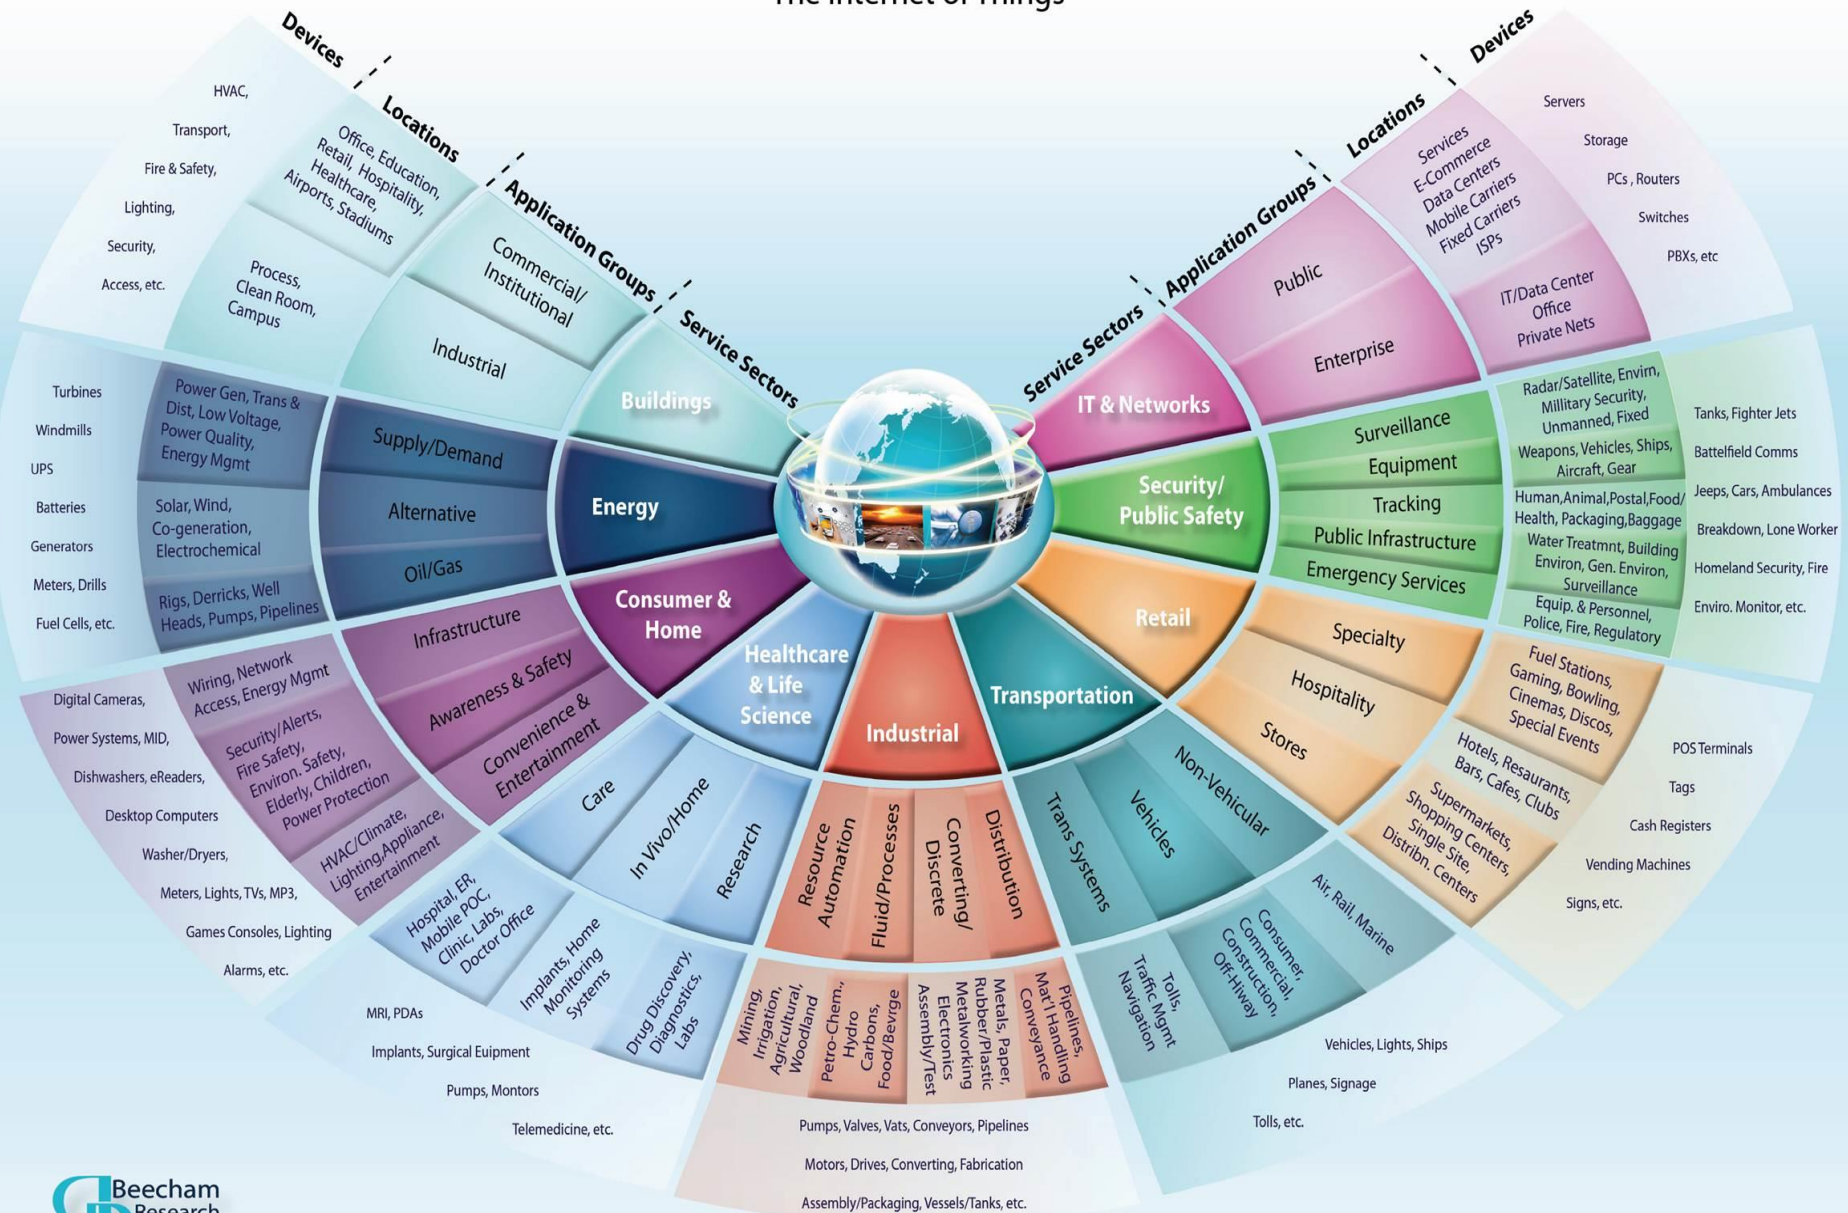 The Internet of Things
Devices
Locations
Application Groups
Service Sectors
HVAC,
Transport,
Fire & Safety,
Lighting,
Security,
Access, etc.
Office, Education,
Retail, Hospitality,
Healthcare,
Airports, Stadiums
Process,
Clean Room,
Campus
Commercial/
Institutional
Industrial
Buildings
Turbines
Windmills
UPS
Batteries
Generators
Meters, Drills
Fuel Cells, etc.
Power Gen, Trans &
Dist, Low Voltage,
Power Quality,
Energy Mgmt
Solar, Wind,
Co-generation,
Electrochemical
Rigs, Derricks, Well
Heads, Pumps, Pipelines
Supply/Demand
Alternative
Oil/Gas
Energy
Digital Cameras,
Power Systems, MID,
Dishwashers, eReaders,
Desktop Computers
Washer/Dryers,
Meters, Lights, TVs, MP3,
Games Consoles, Lighting
Alarms, etc.
Wiring, Network
Access, Energy Mgmt
Security/Alerts,
Fire Safety,
Environ. Safety,
Elderly, Children,
Power Protection
HVAC/Climate,
Lighting,Appliance,
Entertainment
Infrastructure
Awareness & Safety
Convenience &
Entertainment
Consumer &
Home
MRI, PDAs
Implants, Surgical Euipment
Pumps, Montors
Telemedicine, etc.
Hospital, ER,
Mobile POC,
Clinic, Labs,
Doctor Office
Implants, Home
Monitoring
Systems
Drug Discovery,
Diagnostics,
Labs
Care
In Vivo/Home
Research
Healthcare
& Life
Science
Industrial
Resource
Automation
Fluid/Processes
Converting/
Discrete
Distribution
Mining,
Irrigation,
Agricultural,
Woodland
Petro-Chem.,
Hydro
Carbons,
Food/Bevrge
Metals, Paper,
Rubber/Plastic
Metalworking
Electronics
Assembly/Test
Pipelines,
Mat'l Handling
Conveyance
Pumps, Valves, Vats, Conveyors, Pipelines
Motors, Drives, Converting, Fabrication
Assembly/Packaging, Vessels/Tanks, etc.
Transportation
Trans Systems
Vehicles
Non-Vehicular
Tolls,
Traffic Mgmt
Navigation
Consumer,
Commercial,
Construction,
Off-Hiway
Air, Rail, Marine
Vehicles, Lights, Ships
Planes, Signage
Tolls, etc.
Retail
Specialty
Hospitality
Stores
Fuel Stations,
Gaming, Bowling,
Cinemas, Discos,
Special Events
Hotels, Resaurants,
Bars, Cafes, Clubs
Supermarkets,
Shopping Centers,
Single Site,
Distribn. Centers
POS Terminals
Tags
Cash Registers
Vending Machines
Signs, etc.
Security/
Public Safety
Surveillance
Equipment
Tracking
Public Infrastructure
Emergency Services
Radar/Satellite, Envirn,
Millitary Security,
Unmanned, Fixed
Weapons, Vehicles, Ships,
Aircraft, Gear
Human,Animal,Postal,Food/
Health, Packaging,Baggage
Water Treatmnt, Building
Environ, Gen. Environ,
Surveillance
Equip. & Personnel,
Police, Fire, Regulatory
Tanks, Fighter Jets
Battelfield Comms
Jeeps, Cars, Ambulances
Breakdown, Lone Worker
Homeland Security, Fire
Enviro. Monitor, etc.
IT & Networks
Public
Enterprise
Services
E-Commerce
Data Centers
Mobile Carriers
Fixed Carriers
ISPs
IT/Data Center
Office
Private Nets
Servers
Storage
PCs , Routers
Switches
PBXs, etc
Devices
Locations
Application Groups
Service Sectors
Beecham
Research